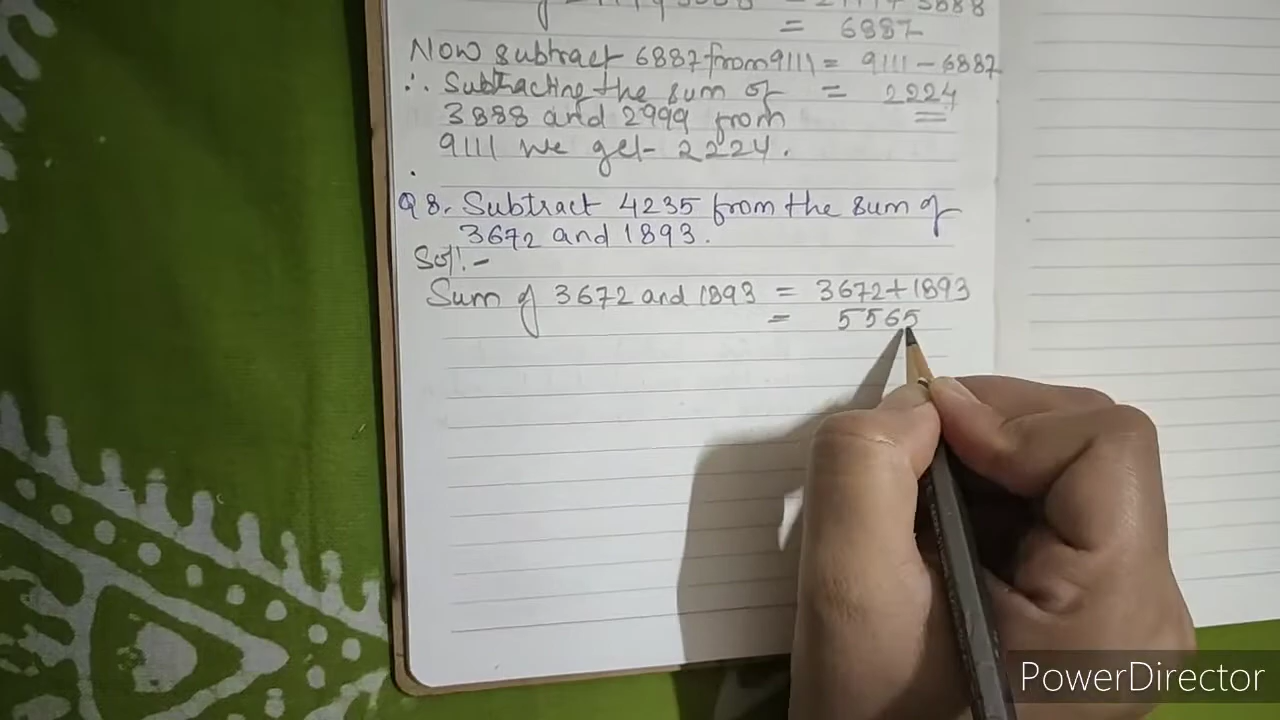 = 6887
Now subtract 6887 from 9111 = 9111 - 6887
∴ Subtracting the sum of = 2224
3888 and 2999 from
9111 we get 2224.
Q 8. Subtract 4235 from the sum of
3672 and 1893.
Sol:-
Sum of 3672 and 1893 = 3672 + 1893
= 5565
PowerDirector